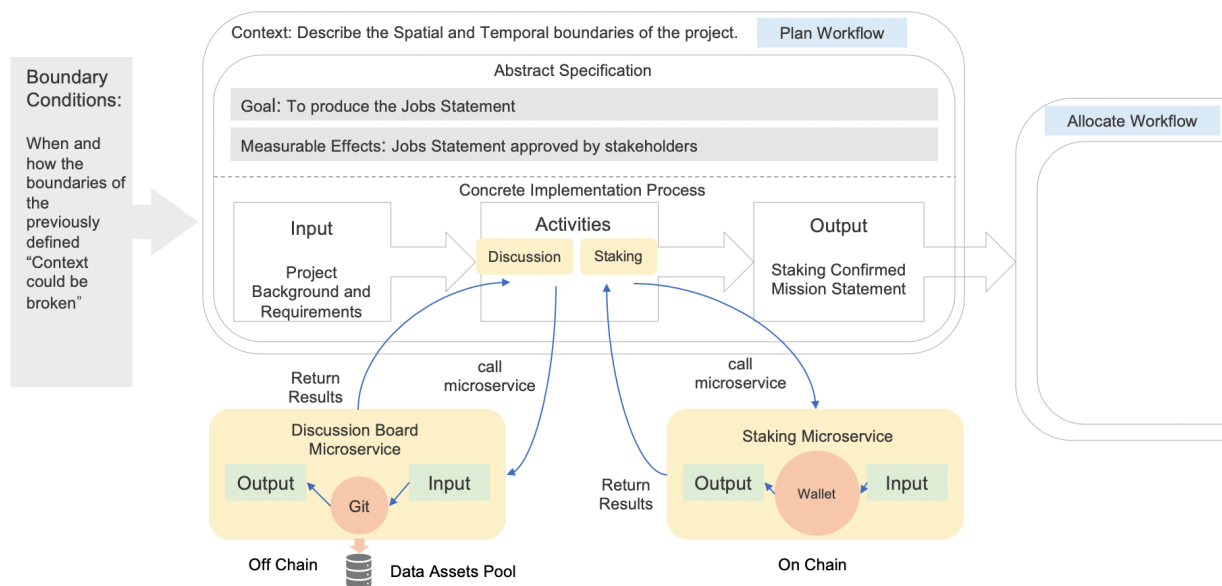 Context: Describe the Spatial and Temporal boundaries of the project.
Plan Workflow
Boundary
Conditions:
When and
how the
boundaries of
the
previously
defined
“Context
could be
broken”
Abstract Specification
Goal: To produce the Jobs Statement
Measurable Effects: Jobs Statement approved by stakeholders
Allocate Workflow
Concrete Implementation Process
Input
Project
Background and
Requirements
Activities
Discussion
Staking
Output
Staking Confirmed
Mission Statement
Return
Results
call
microservice
call
microservice
Discussion Board
Microservice
Output
Git
Input
Return
Results
Staking Microservice
Output
Wallet
Input
Off Chain
Data Assets Pool
On Chain